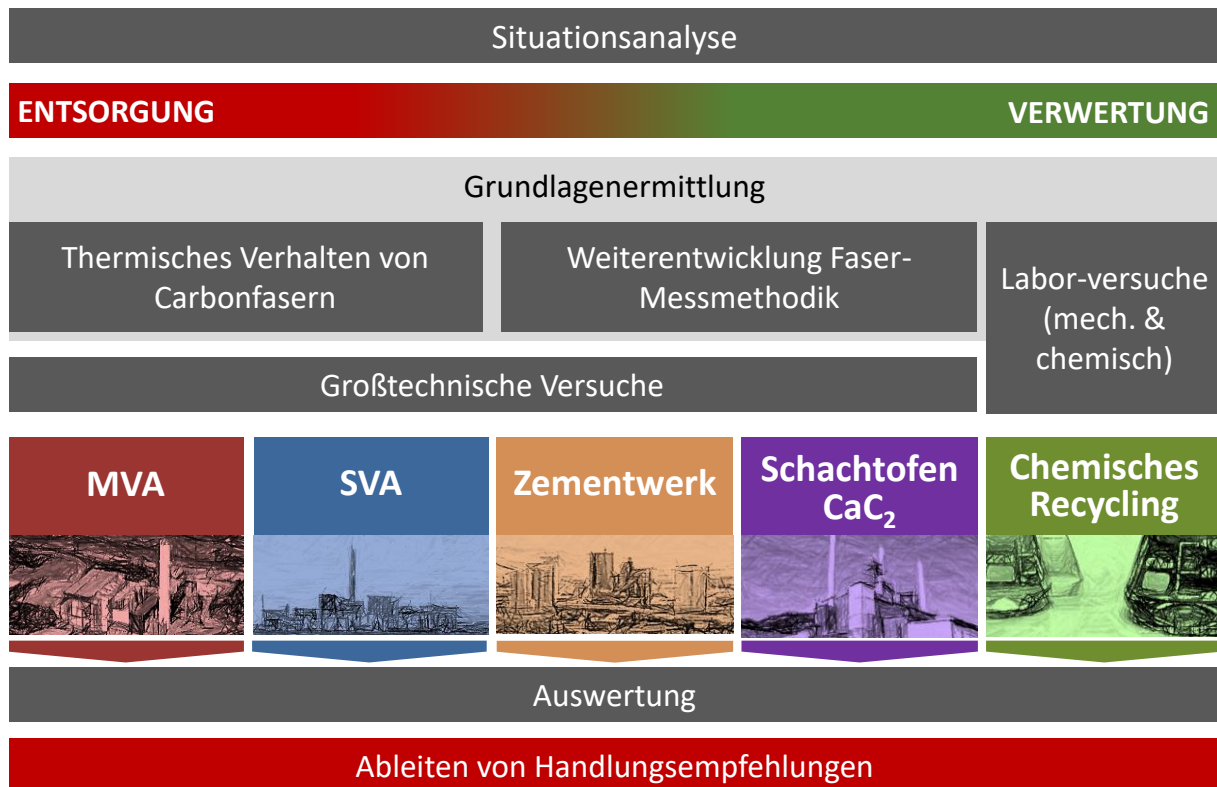 Situationsanalyse
ENTSORGUNG
VERWERTUNG
Grundlagenermittlung
Thermisches Verhalten von
Carbonfasern
Weiterentwicklung Faser-
Messmethodik
Labor-versuche
(mech. &
chemisch)
Großtechnische Versuche
MVA
SVA
Zementwerk
Schachtofen
CaC₂
Chemisches
Recycling
Auswertung
Ableiten von Handlungsempfehlungen